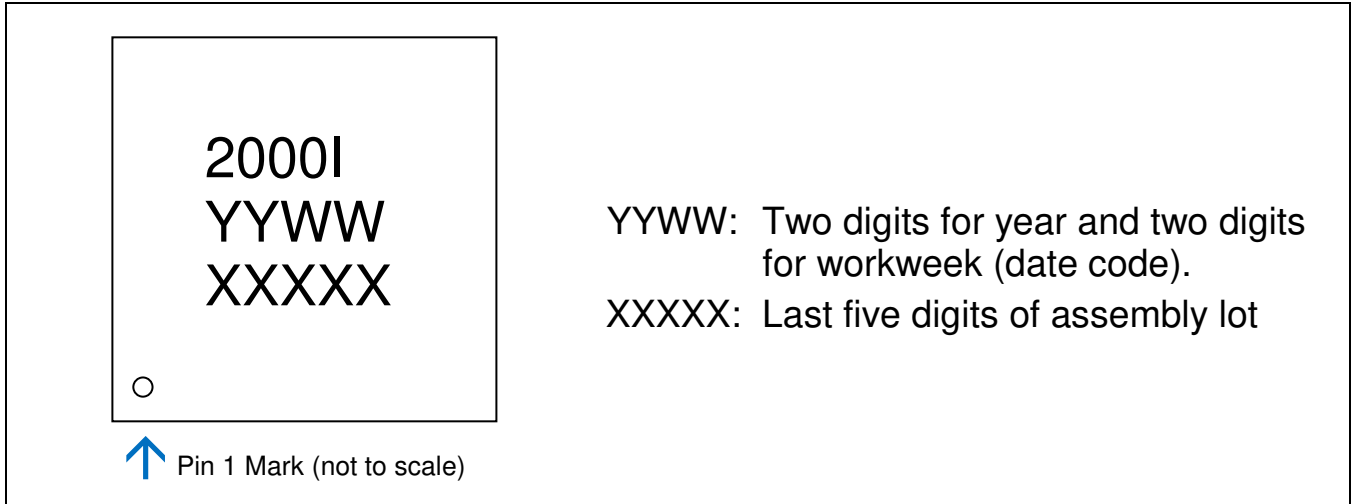 2000I
YYWW
XXXXX
Pin 1 Mark (not to scale)
YYWW: Two digits for year and two digits
for workweek (date code).
XXXXX: Last five digits of assembly lot